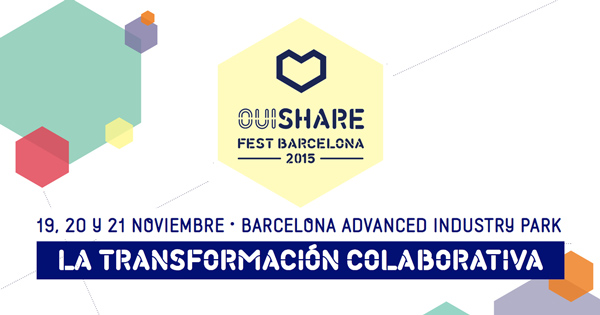 OUISHARE
FEST BARCELONA
2015
19, 20 y 21 NOVIEMBRE · BARCELONA ADVANCED INDUSTRy PARK
LA TRANSFORMACIÓN COLABORATIVA